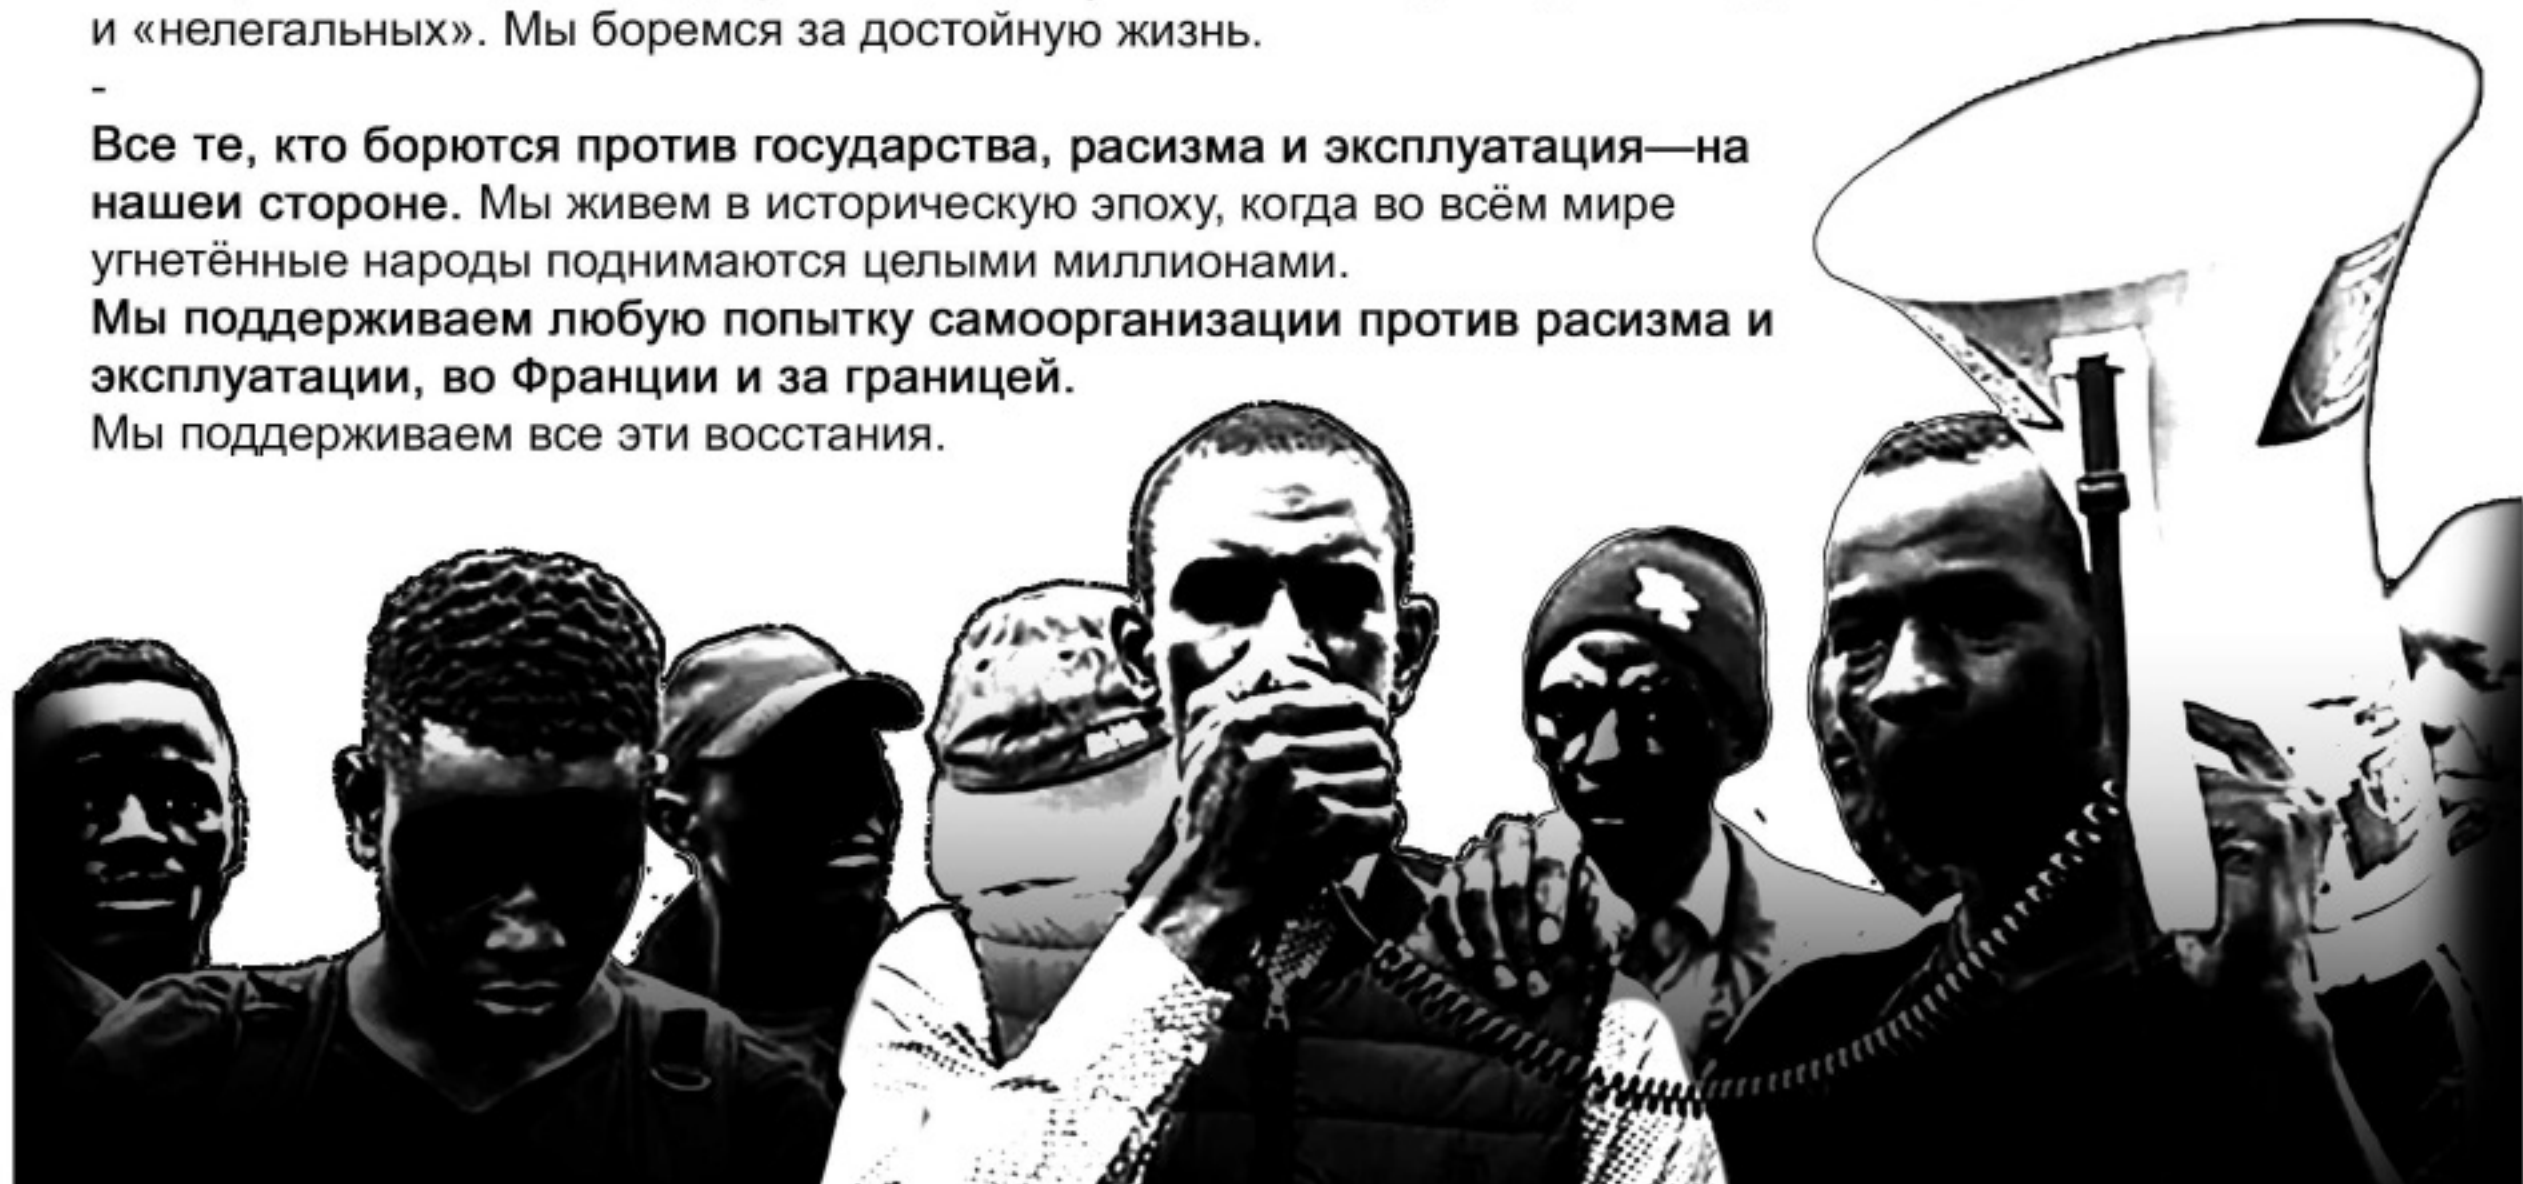 и «нелегальных». Мы боремся за достойную жизнь.
-
Все те, кто борются против государства, расизма и эксплуатация—на
нашеи стороне. Мы живем в историческую эпоху, когда во всём мире
угнетённые народы поднимаются целыми миллионами.
Мы поддерживаем любую попытку самоорганизации против расизма и
эксплуатации, во Франции и за границей.
Мы поддерживаем все эти восстания.